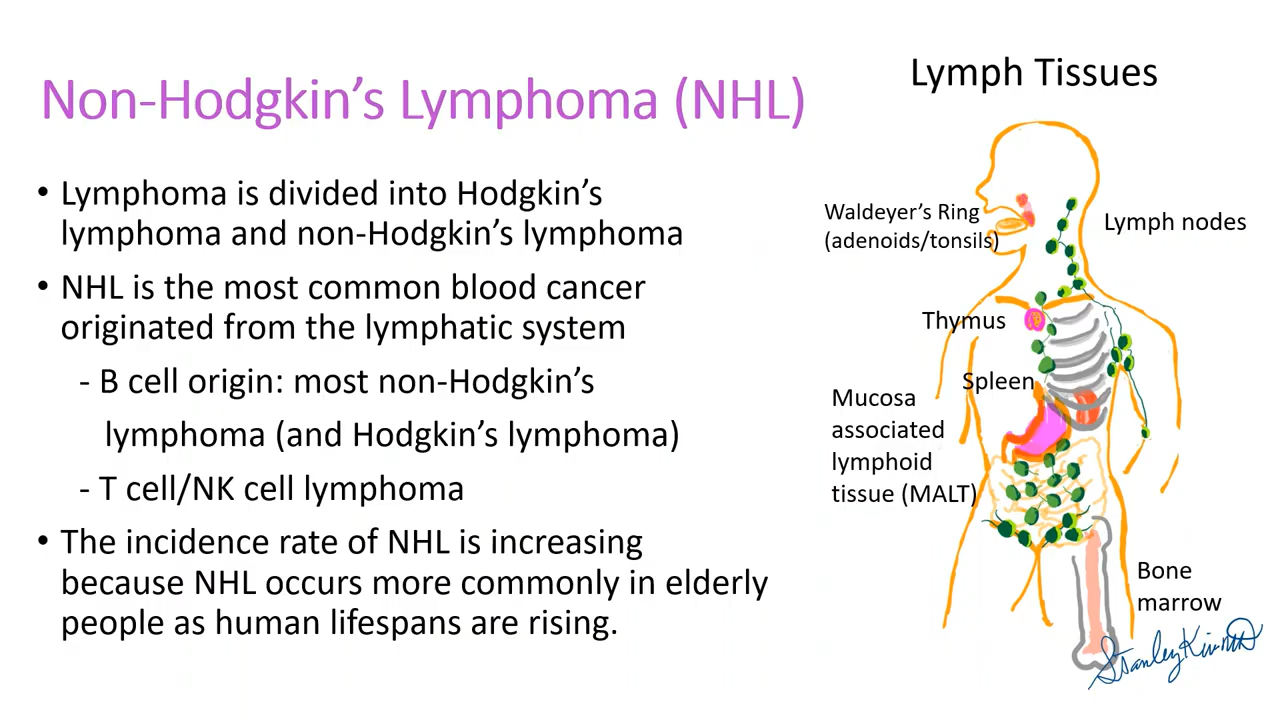 Non-Hodgkin's Lymphoma (NHL)
• Lymphoma is divided into Hodgkin's
lymphoma and non-Hodgkin's lymphoma
• NHL is the most common blood cancer
originated from the lymphatic system
- B cell origin: most non-Hodgkin's
lymphoma (and Hodgkin's lymphoma)
- T cell/NK cell lymphoma
• The incidence rate of NHL is increasing
because NHL occurs more commonly in elderly
people as human lifespans are rising.
Lymph Tissues
Waldeyer's Ring
(adenoids/tonsils)
Lymph nodes
Thymus
Spleen
Mucosa
associated
lymphoid
tissue (MALT)
Bone
marrow
Stanley Kim MD